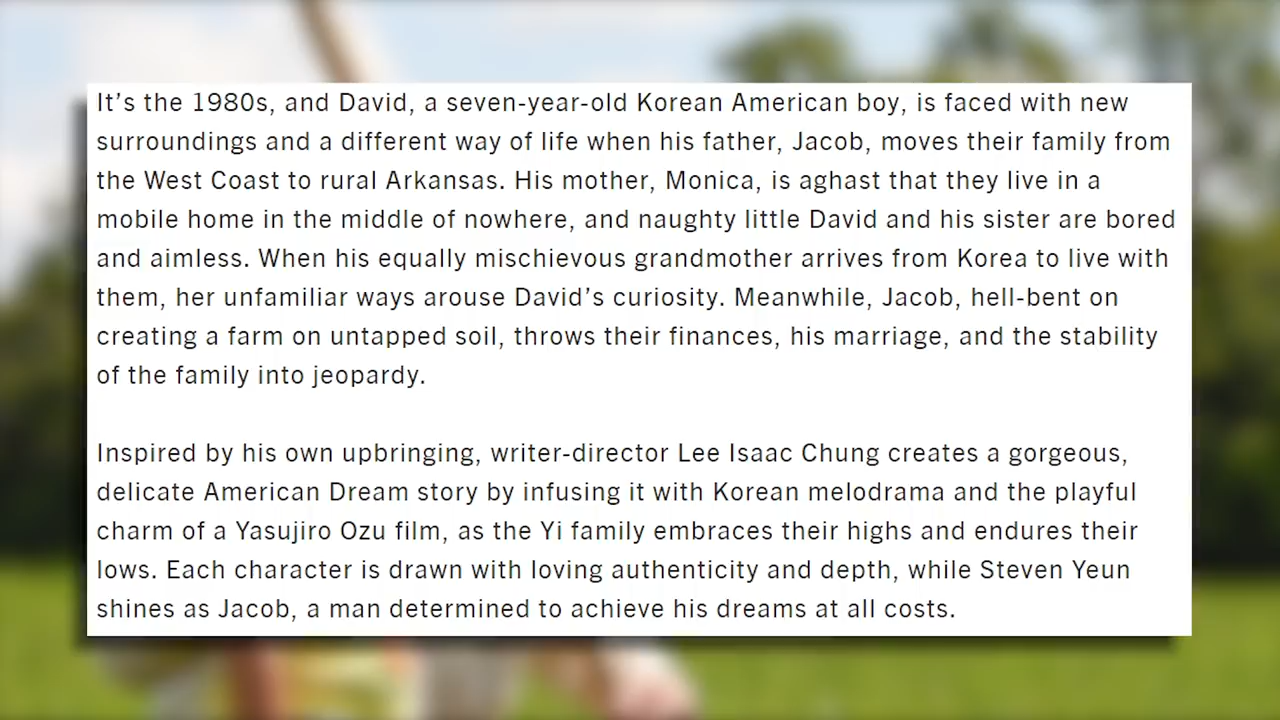 It’s the 1980s, and David, a seven-year-old Korean American boy, is faced with new
surroundings and a different way of life when his father, Jacob, moves their family from
the West Coast to rural Arkansas. His mother, Monica, is aghast that they live in a
mobile home in the middle of nowhere, and naughty little David and his sister are bored
and aimless. When his equally mischievous grandmother arrives from Korea to live with
them, her unfamiliar ways arouse David’s curiosity. Meanwhile, Jacob, hell-bent on
creating a farm on untapped soil, throws their finances, his marriage, and the stability
of the family into jeopardy.
Inspired by his own upbringing, writer-director Lee Isaac Chung creates a gorgeous,
delicate American Dream story by infusing it with Korean melodrama and the playful
charm of a Yasujiro Ozu film, as the Yi family embraces their highs and endures their
lows. Each character is drawn with loving authenticity and depth, while Steven Yeun
shines as Jacob, a man determined to achieve his dreams at all costs.